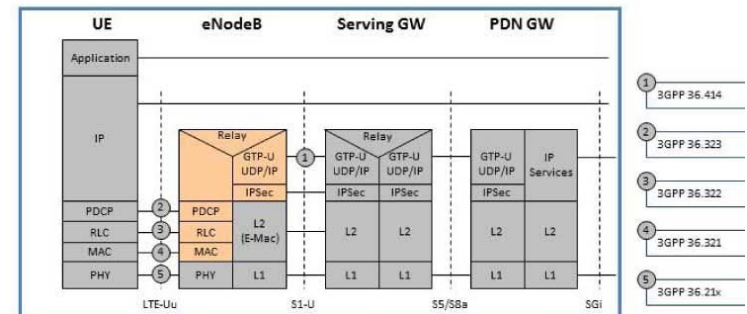 UE eNodeB Serving GW PDN GW
Application
IP
Relay
GTP-U
UDP/IP
IPSec
PDCP
RLC
MAC
L2
(E-Mac)
PHY
L1
Relay
GTP-U
UDP/IP
GTP-U
UDP/IP
IPSec
IPSec
L2
L2
L1
L1
GTP-U
UDP/IP
IP
Services
IPSec
L2
L2
L1
L1
PDCP
RLC
MAC
PHY
1
2
3
4
5
LTE-Uu S1-U S5/S8a SGi
1
3GPP 36.414
2
3GPP 36.323
3
3GPP 36.322
4
3GPP 36.321
5
3GPP 36.21x